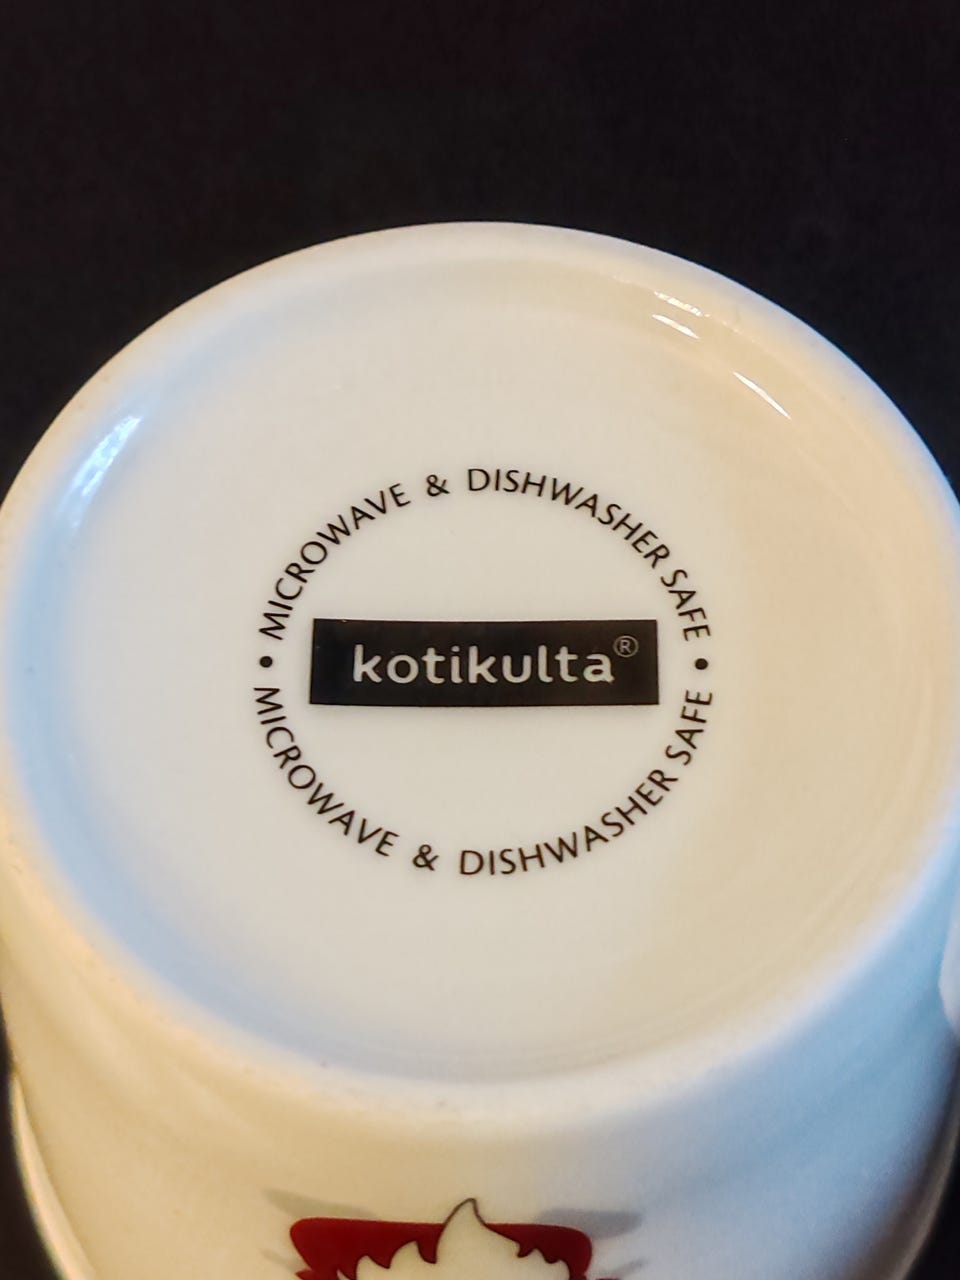 • MICROWAVE & DISHWASHER SAFE •
kotikulta®
MICROWAVE & DISHWASHER SAFE